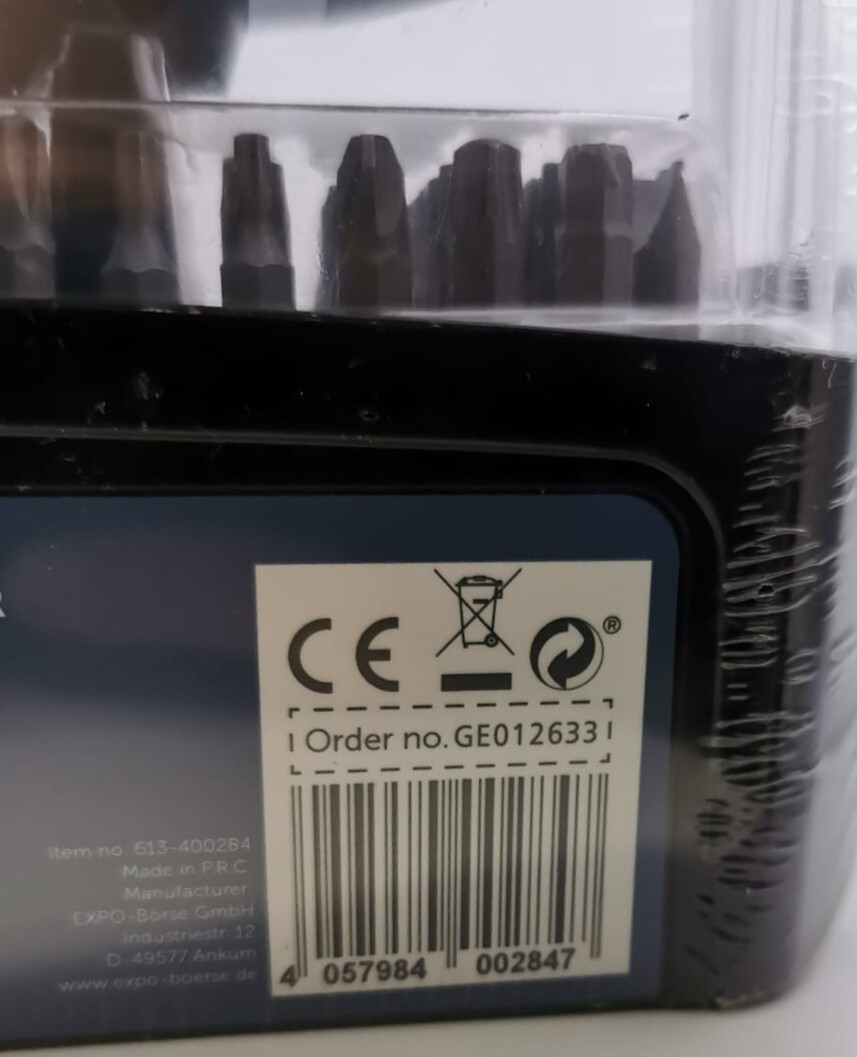 R
CE
®
Order no. GE012633
Item no. 613-400284
Made in P.R.C
Manufacturer
EXPO-Börse GmbH
Industriestr. 12
D-49577 Ankum
www.expo-boerse.de
4 057984 002847